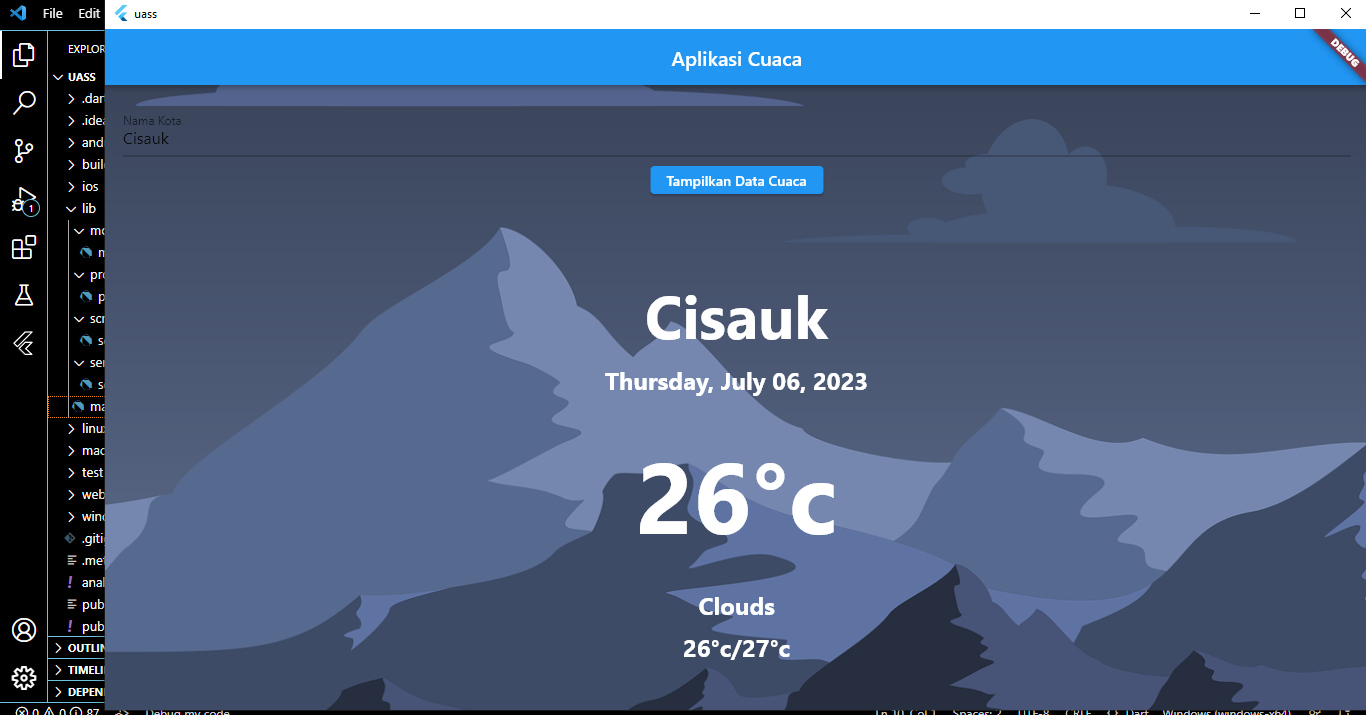 File Edit
uass
EXPLOR
Aplikasi Cuaca
DEBUG
UASS
.dar
.idea
and
buil
ios
lib
mo
m
pro
p
scr
s
ser
s
ma
linu
mac
test
web
win
.giti
.met
anal
pub
pub
OUTLIN
TIMELI
DEPEN
1
Nama Kota
Cisauk
Tampilkan Data Cuaca
Cisauk
Thursday, July 06, 2023
26°c
Clouds
26°c/27°c
0 0 87
Debug my code
Ln 10, Col 1
Spaces: 2
UTF-8
CRLF
Dart
Windows (windows-x64)